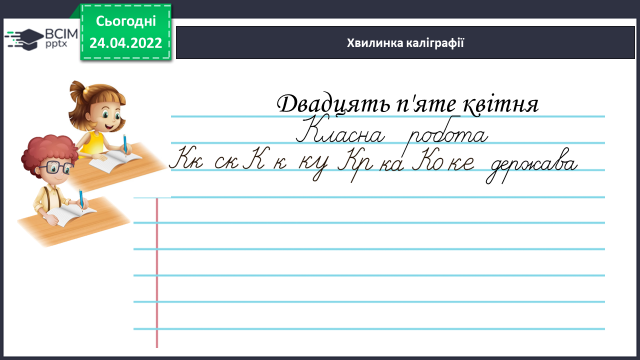 BCIM pptx
Сьогодні
24.04.2022
Хвилинка каліграфії
Двадцять п'яте квітня
Класна робота
Кк ск К к ку Кр ка Ко ке держава